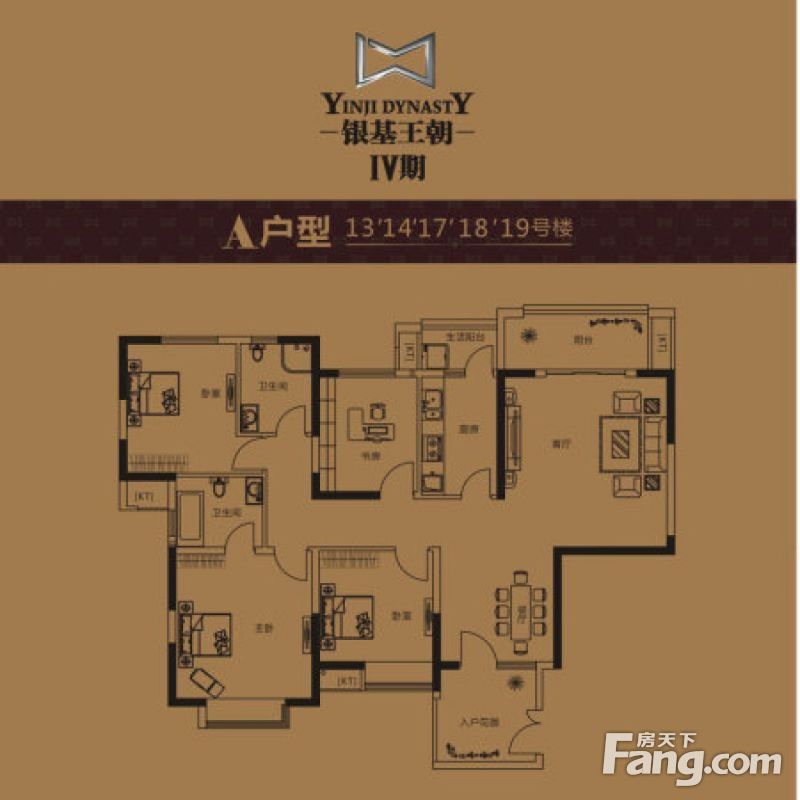 YINJI DYNASTY
银基王朝
IV期
A户型 13'14'17'18'19号楼
生活阳台
阳台
[KT]
[KT]
卧室
卫生间
书房
厨房
客厅
[KT]
卫生间
主卧
卧室
餐厅
[KT]
入户花园
房天下
Fang.com